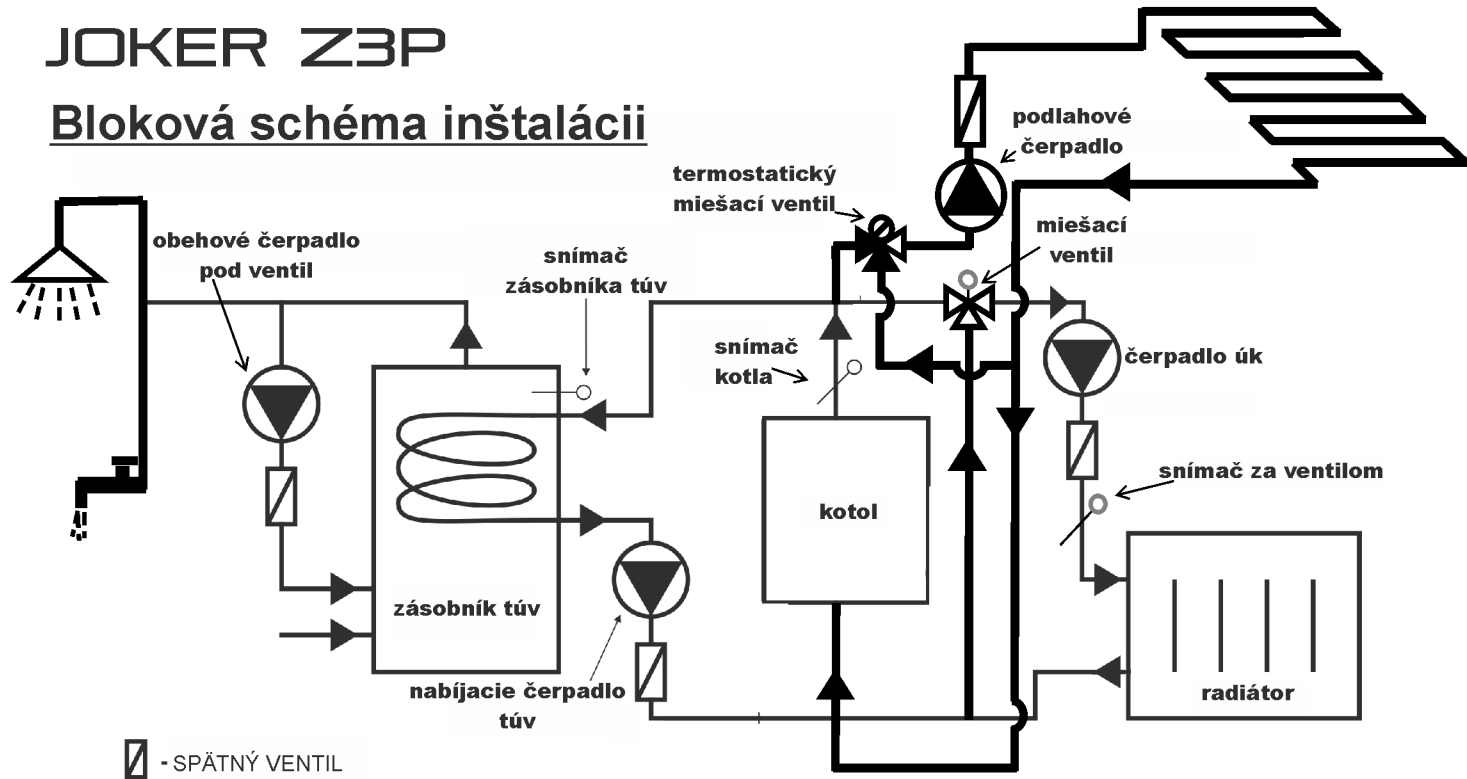 JOKER Z3P
Bloková schéma inštalácii
podlahové
čerpadlo
termostatický
miešací ventil
miešací
ventil
obehové čerpadlo
pod ventil
snímač
zásobníka túv
snímač
kotla
čerpadlo úk
snímač za ventilom
kotol
zásobník túv
nabíjacie čerpadlo
túv
radiátor
- SPÄTNÝ VENTIL